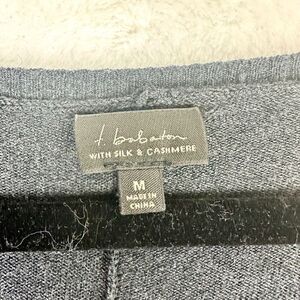 t. babaton
WITH SILK & CASHMERE
M
MADE IN
CHINA